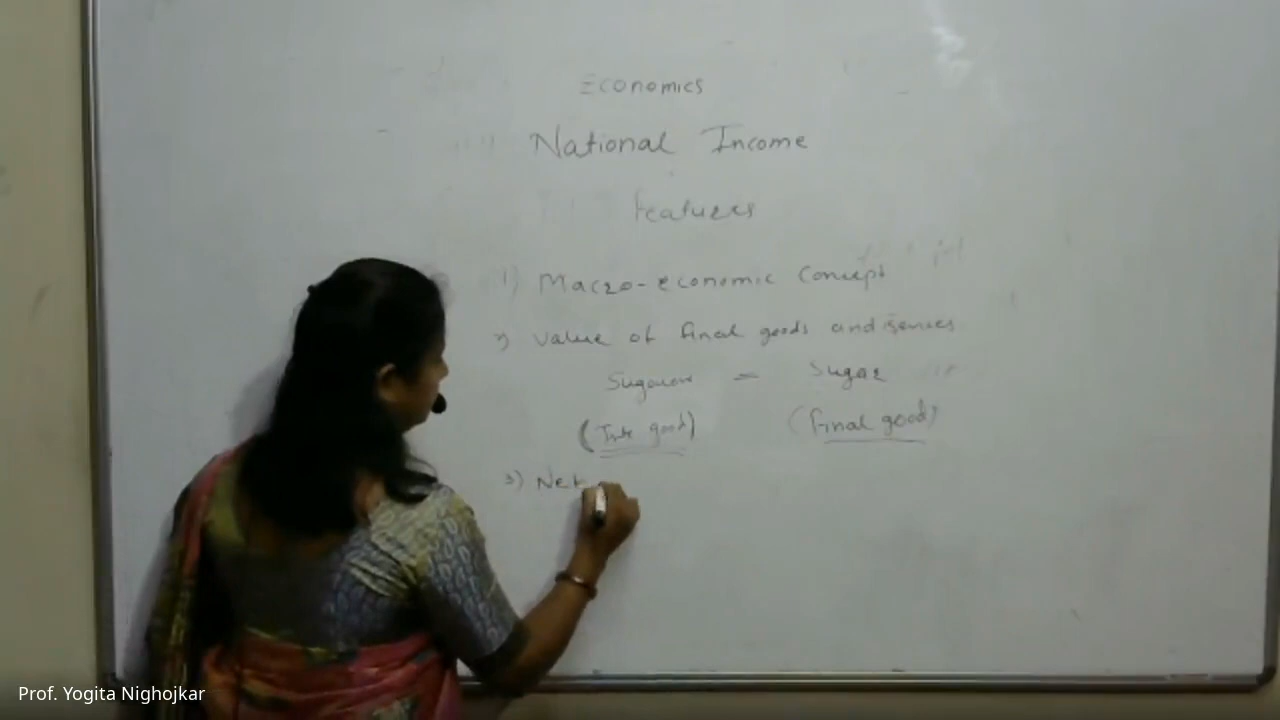 Economics
National Income
Features
1) Macro-economic Concept
2) Value of final goods and services
Sugarcane = Sugar
(Inte good) (final good)
3) Net
Prof. Yogita Nighojkar